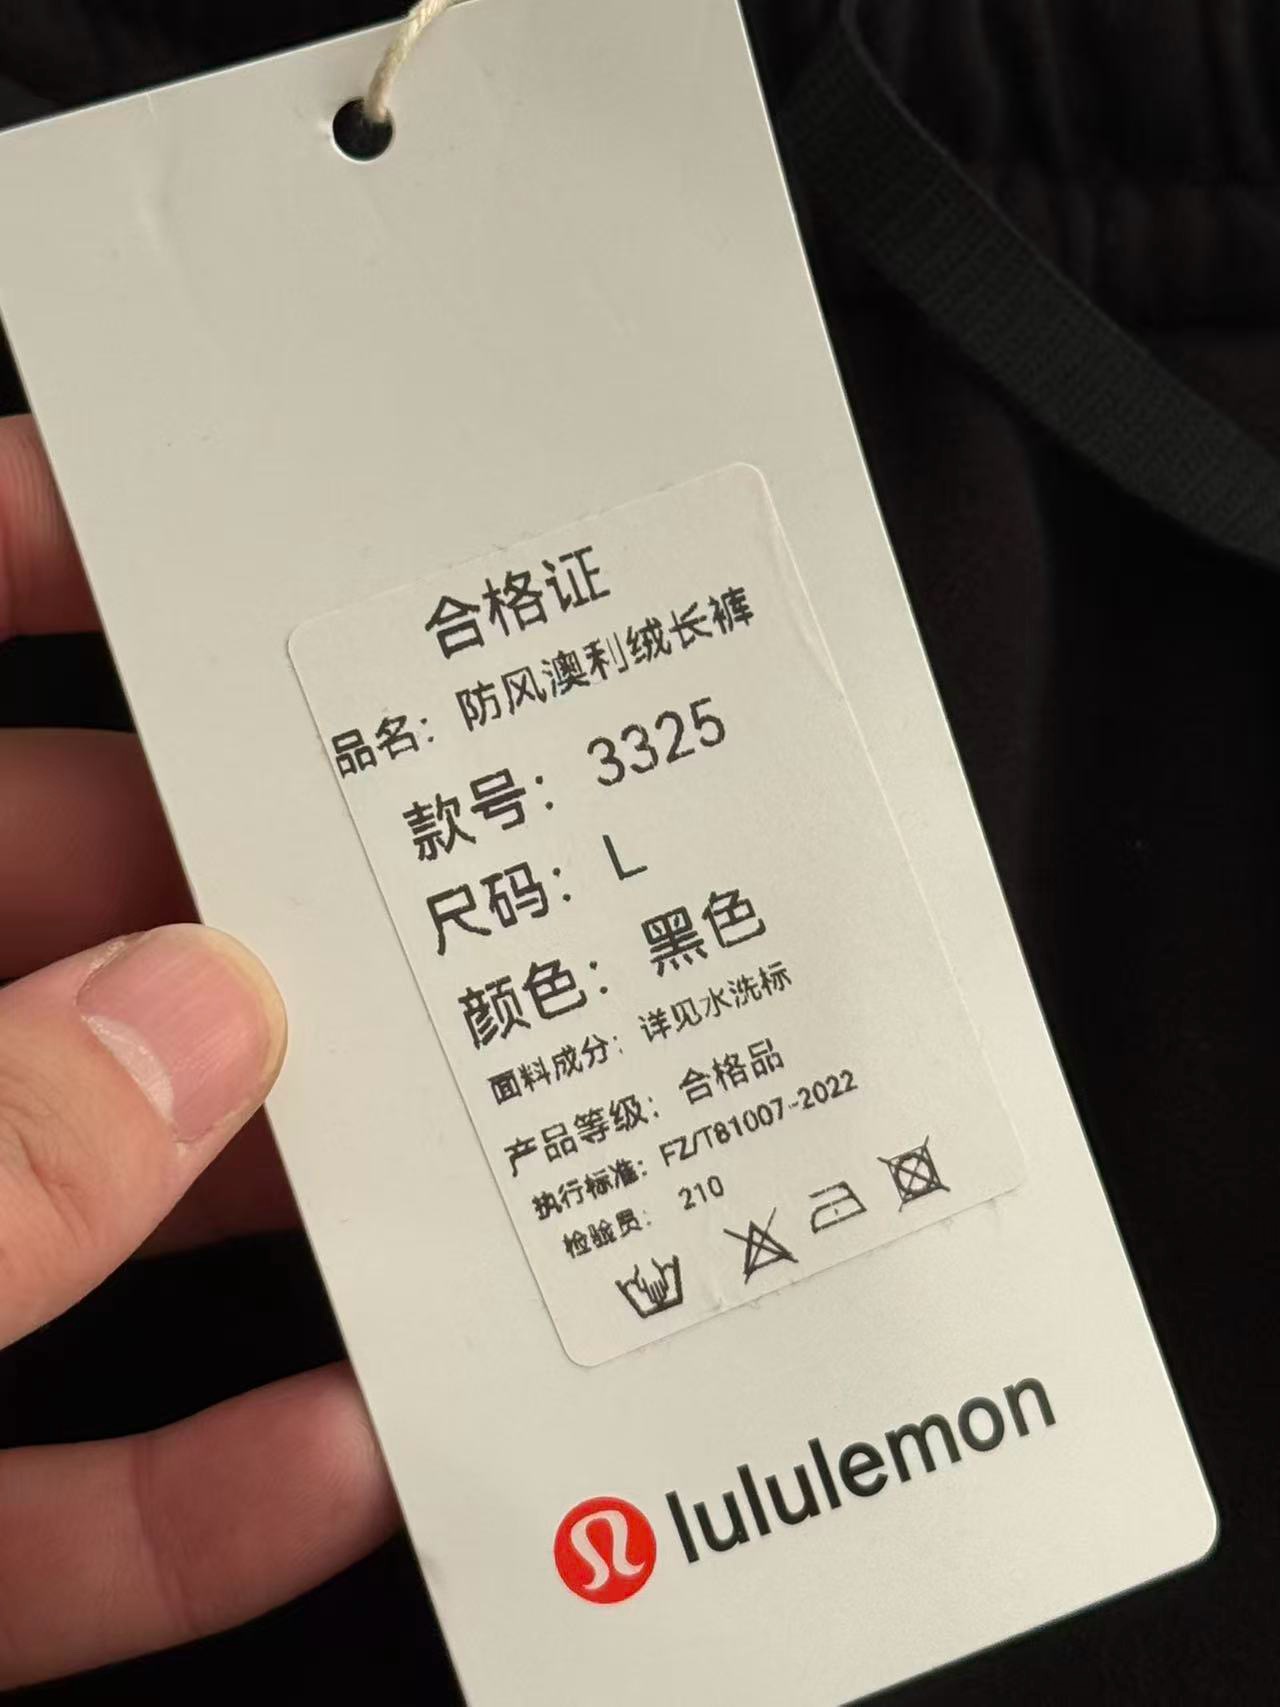 合格证
品名：防风澳利绒长裤
款号：3325
尺码：L
颜色：黑色
面料成分：详见水洗标
产品等级：合格品
执行标准：FZ/T81007-2022
检验员：210
lululemon